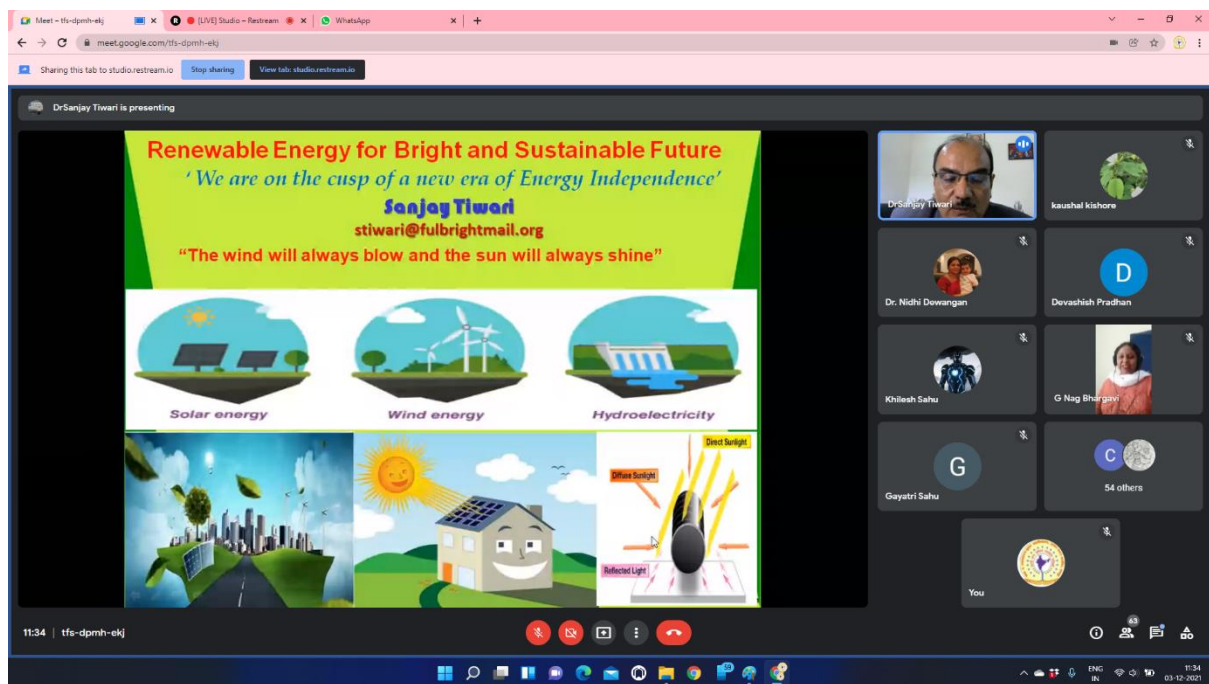 Meet – tfs-dpmh-ekj
[LIVE] Studio – Restream
WhatsApp
meet.google.com/tfs-dpmh-ekj
Sharing this tab to studio.restream.io
Stop sharing
View tab: studio.restream.io
DrSanjay Tiwari is presenting
Renewable Energy for Bright and Sustainable Future
‘ We are on the cusp of a new era of Energy Independence’
Sanjay Tiwari
stiwari@fulbrightmail.org
“The wind will always blow and the sun will always shine”
Solar energy
Wind energy
Hydroelectricity
Direct Sunlight
Diffuse Sunlight
Reflected Light
DrSanjay Tiwari
kaushal kishore
Dr. Nidhi Dewangan
D
Devashish Pradhan
Khilesh Sahu
G Nag Bhargavi
G
Gayatri Sahu
C
54 others
You
11:34 | tfs-dpmh-ekj
63
59
ENG
IN
11:34
03-12-2021